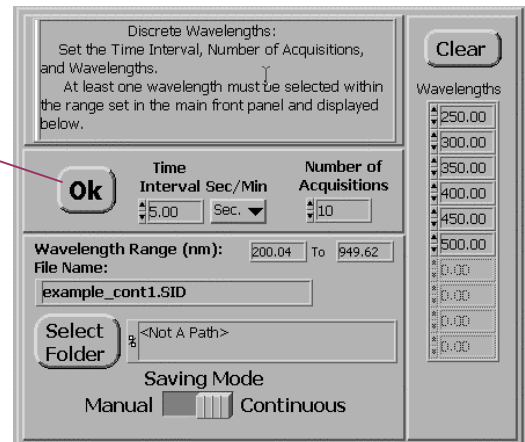 Discrete Wavelengths:
Set the Time Interval, Number of Acquisitions,
and Wavelengths.
At least one wavelength must be selected within
the range set in the main front panel and displayed
below.
Clear
Wavelengths
250.00
300.00
350.00
400.00
450.00
500.00
0.00
0.00
0.00
0.00
Ok
Time
Interval Sec/Min
5.00
Sec.
Number of
Acquisitions
10
Wavelength Range (nm): 200.04 To 949.62
File Name:
example_cont1.SID
Select
Folder
<Not A Path>
Saving Mode
Manual Continuous